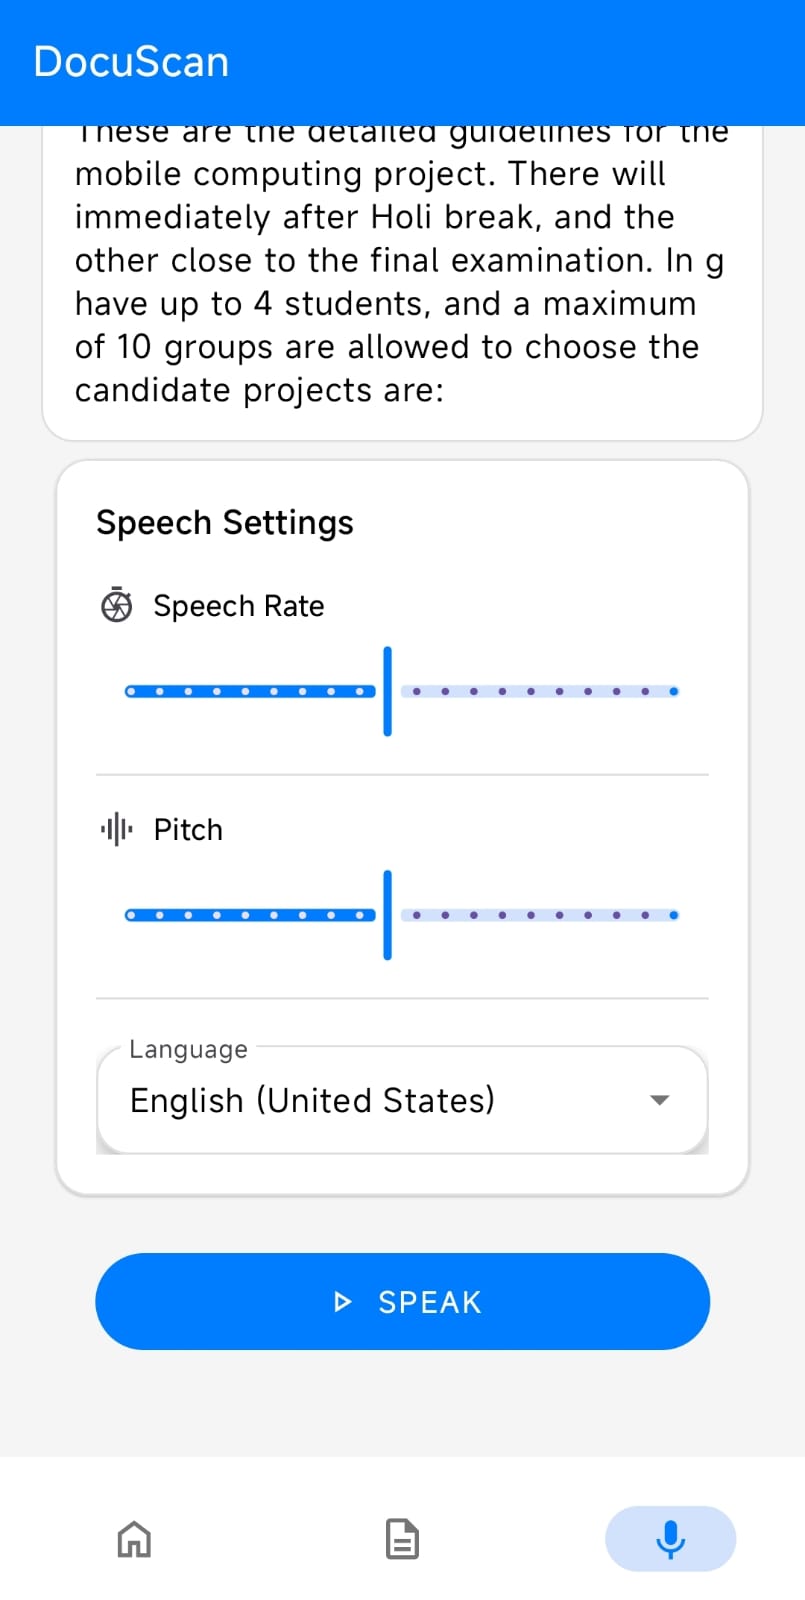 DocuScan
These are the detailed guidelines for the
mobile computing project. There will
immediately after Holi break, and the
other close to the final examination. In g
have up to 4 students, and a maximum
of 10 groups are allowed to choose the
candidate projects are:
Speech Settings
Speech Rate
Pitch
Language
English (United States)
SPEAK